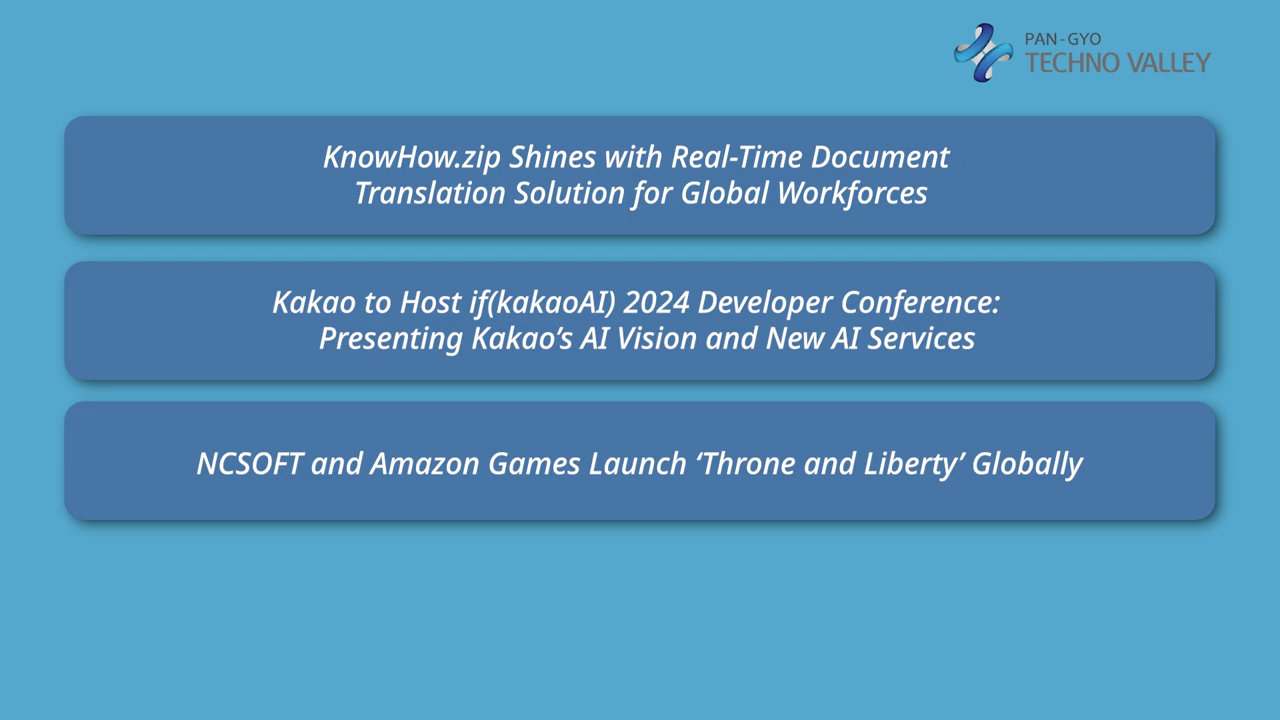 PAN-GYO
TECHNO VALLEY
KnowHow.zip Shines with Real-Time Document
Translation Solution for Global Workforces
Kakao to Host if(kakaoAI) 2024 Developer Conference:
Presenting Kakao’s AI Vision and New AI Services
NCSOFT and Amazon Games Launch ‘Throne and Liberty’ Globally